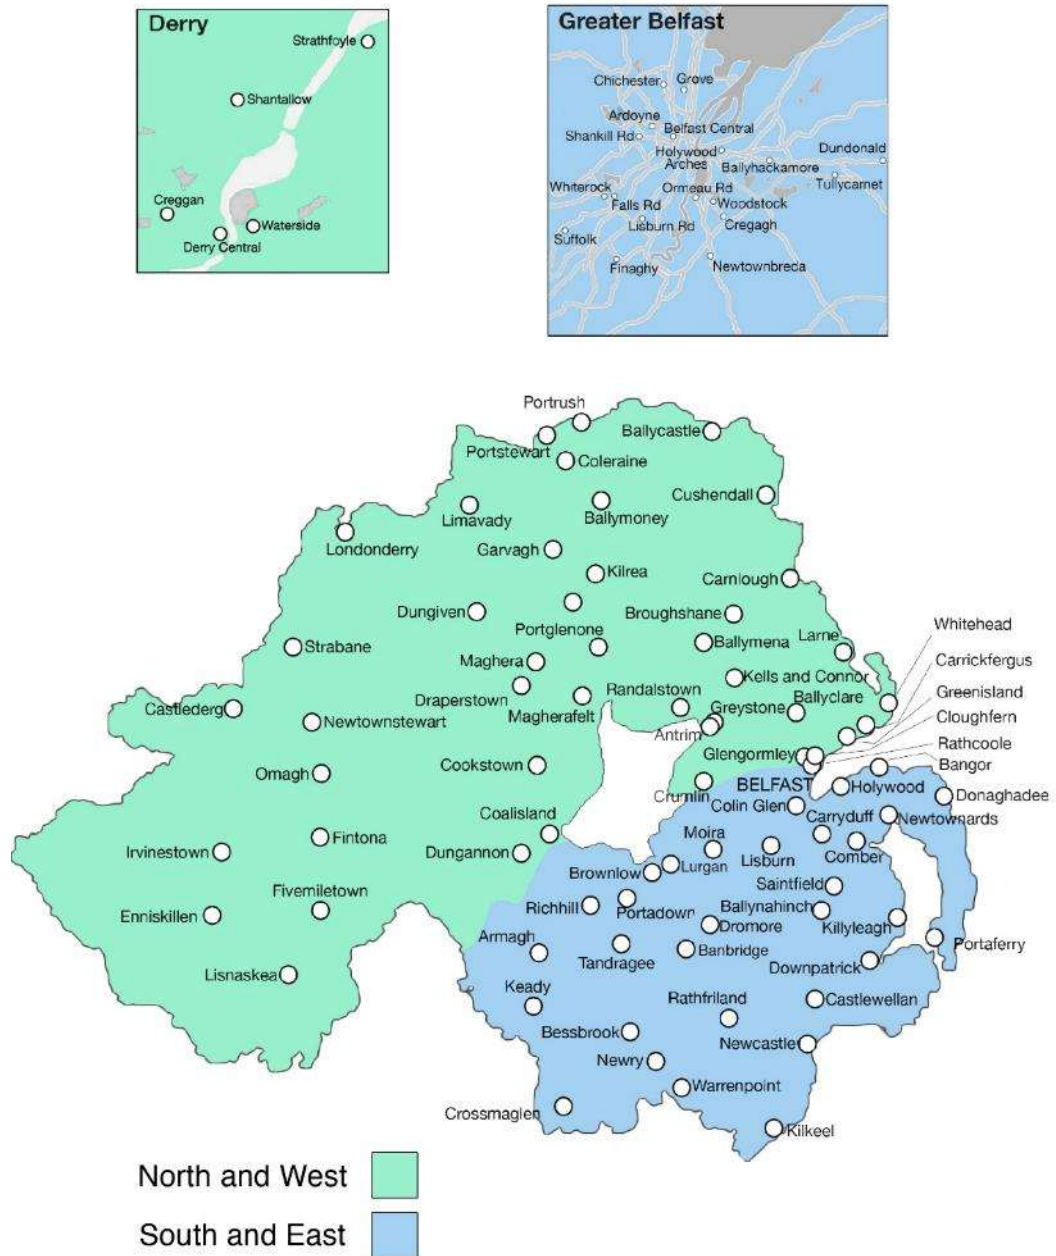 Derry
Strathfoyle
Shantallow
Creggan
Waterside
Derry Central
Greater Belfast
Chichester
Grove
Ardoyne
Belfast Central
Shankill Rd
Holywood
Arches
Dundonald
Ballyhackamore
Tullycarnet
Whiterock
Ormeau Rd
Falls Rd
Woodstock
Lisburn Rd
Cregagh
Suffolk
Finaghy
Newtownbreda
Portrush
Ballycastle
Portstewart
Coleraine
Cushendall
Limavady
Ballymoney
Londonderry
Garvagh
Kilrea
Carnlough
Dungiven
Broughshane
Whitehead
Portglenone
Ballymena
Larne
Strabane
Maghera
Carrickfergus
Kells and Connor
Draperstown
Randalstown
Ballyclare
Greenisland
Castlederg
Magherafelt
Greystone
Newtownstewart
Cloughfern
Antrim
Rathcoole
Glengormley
Cookstown
Bangor
Omagh
Crumlin
BELFAST
Holywood
Donaghadee
Colin Glen
Newtownards
Coalisland
Carryduff
Moira
Fintona
Comber
Irvinestown
Dungannon
Lisburn
Lurgan
Brownlow
Saintfield
Fivemiletown
Richhill
Portadown
Ballynahinch
Enniskillen
Killyleagh
Dromore
Armagh
Portaferry
Banbridge
Tandragee
Downpatrick
Lisnaskea
Keady
Rathfriland
Castlewellan
Bessbrook
Newcastle
Newry
Warrenpoint
Crossmaglen
Kilkeel
North and West
South and East